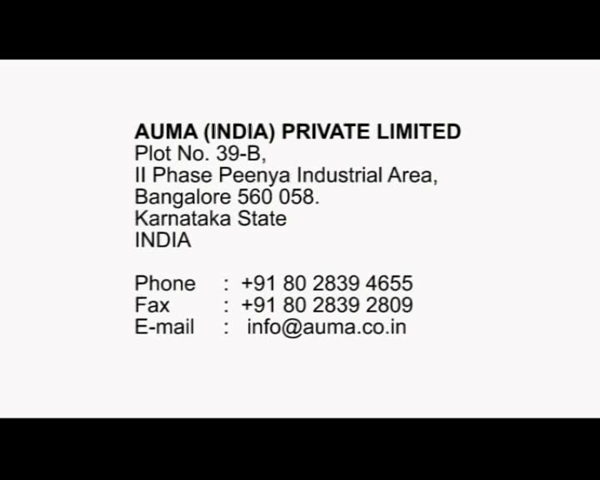 AUMA (INDIA) PRIVATE LIMITED
Plot No. 39-B,
II Phase Peenya Industrial Area,
Bangalore 560 058.
Karnataka State
INDIA
Phone : +91 80 2839 4655
Fax : +91 80 2839 2809
E-mail : info@auma.co.in